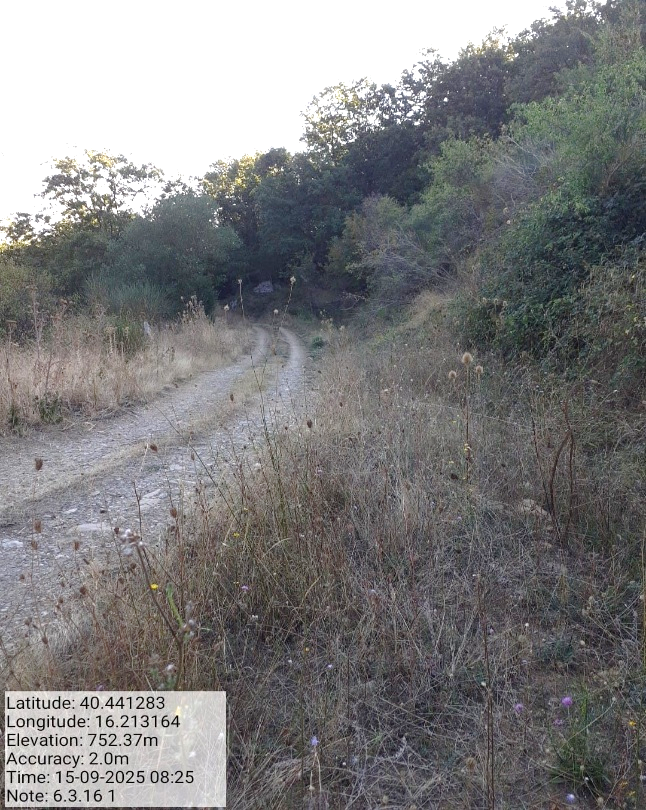 Latitude: 40.441283
Longitude: 16.213164
Elevation: 752.37m
Accuracy: 2.0m
Time: 15-09-2025 08:25
Note: 6.3.16 1